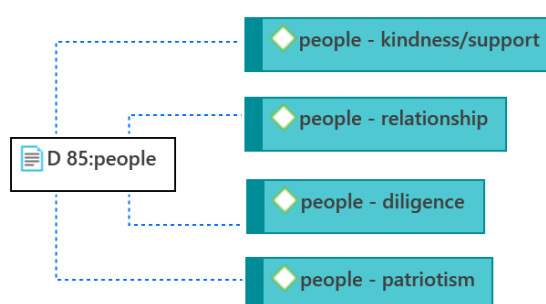 people - kindness/support
people - relationship
D 85:people
people - diligence
people - patriotism